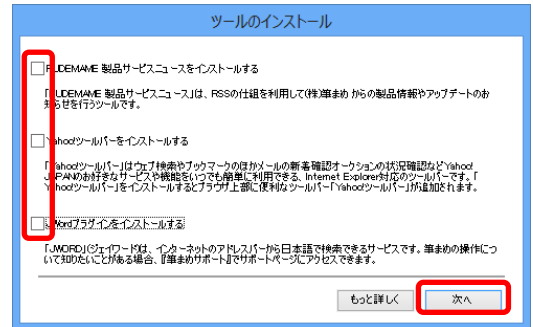 ツールのインストール
FUDEMAME 製品サービスニュースをインストールする
「FUDEMAME 製品サービスニュース」は、RSSの仕組を利用して(株)筆まめ からの製品情報やアップデートのお
知らせを行うツールです。
Yahoo!ツールバーをインストールする
「Yahoo!ツールバー」はウェブ検索やブックマークのほかメールの新着確認オークションの状況確認などYahoo!
JAPANのお好きなサービスや機能をいつでも簡単に利用できる、Internet Explorer対応のツールバーです。「
Yahoo!ツールバー」をインストールするとブラウザ上部に便利なツールバー「Yahoo!ツールバー」が追加されます。
JWordプラグインをインストールする
「JWORD」(ジェイワード)は、インターネットのアドレスバーから日本語で検索できるサービスです。筆まめの操作につ
いて知りたいことがある場合、『筆まめサポート』でサポートページにアクセスできます。
もっと詳しく
次へ